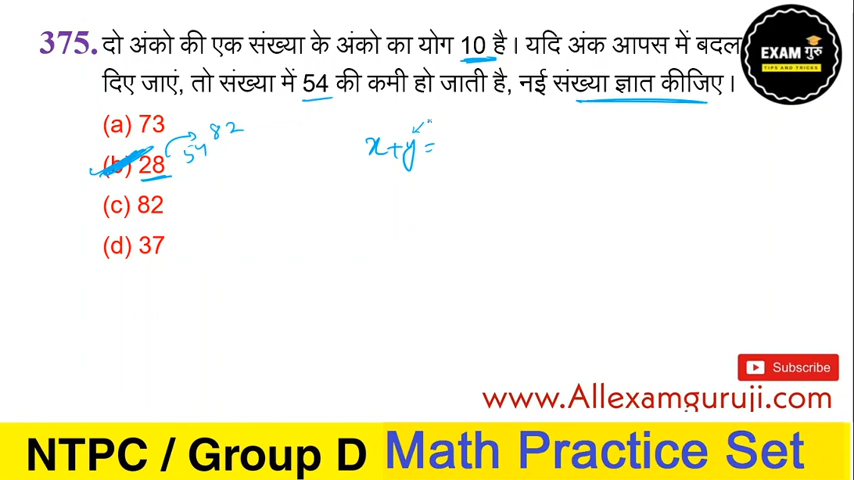 375. दो अंको की एक संख्या के अंको का योग 10 है। यदि अंक आपस में बदल
दिए जाएं, तो संख्या में 54 की कमी हो जाती है, नई संख्या ज्ञात कीजिए।
EXAM गुरु
TIPS AND TRICKS
(a) 73
(b) 28
54 82
x+y=
(c) 82
(d) 37
Subscribe
www.Allexamguruji.com
NTPC / Group D Math Practice Set